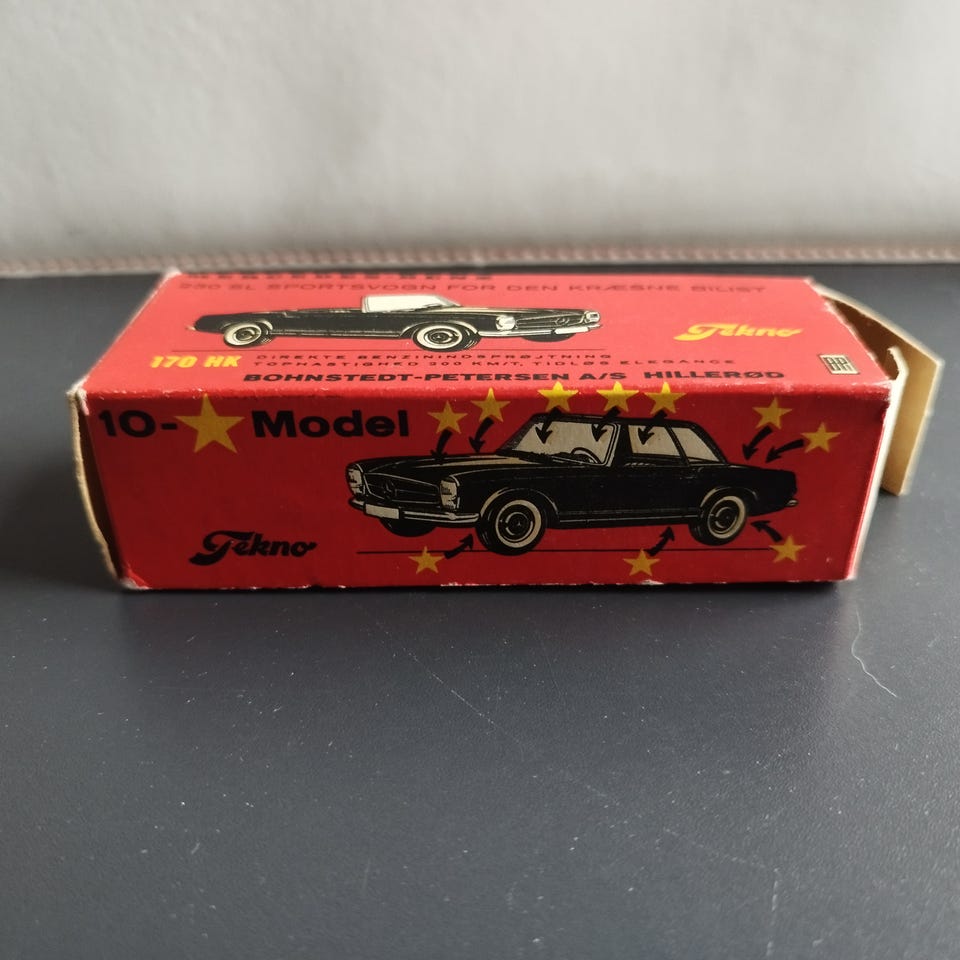 230 SL SPORTSVOGN FOR DEN KRÆSNE BILIST
Tekno
170 HK DIREKTE BENZININDSPRØJTNING
TOPHASTIGHED 200 KM/T, TIDLØS ELEGANCE
BOHNSTEDT-PETERSEN A/S HILLERØD
10-★ Model
Tekno